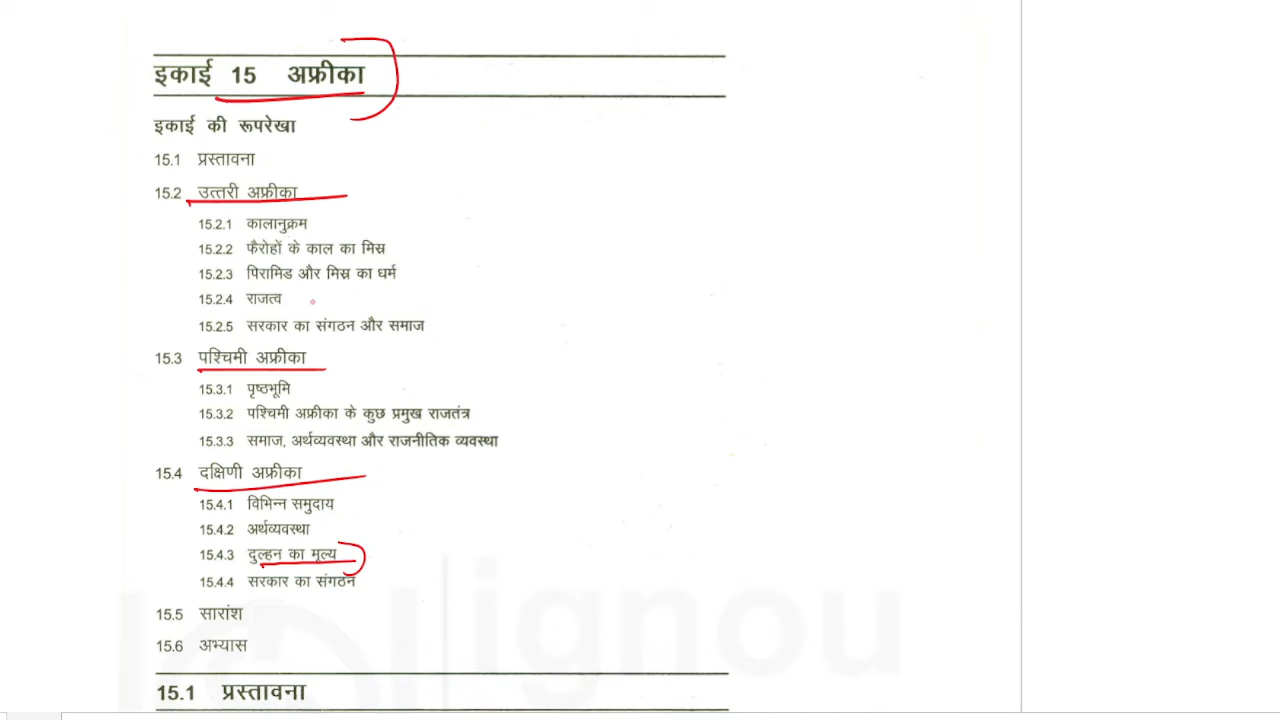 इकाई 15 अफ्रीका
इकाई की रूपरेखा
15.1 प्रस्तावना
15.2 उत्तरी अफ्रीका
15.2.1 कालानुक्रम
15.2.2 फैरोहों के काल का मिस्र
15.2.3 पिरामिड और मिस्र का धर्म
15.2.4 राजत्व
15.2.5 सरकार का संगठन और समाज
15.3 पश्चिमी अफ्रीका
15.3.1 पृष्ठभूमि
15.3.2 पश्चिमी अफ्रीका के कुछ प्रमुख राजतंत्र
15.3.3 समाज, अर्थव्यवस्था और राजनीतिक व्यवस्था
15.4 दक्षिणी अफ्रीका
15.4.1 विभिन्न समुदाय
15.4.2 अर्थव्यवस्था
15.4.3 दुल्हन का मूल्य
15.4.4 सरकार का संगठन
15.5 सारांश
15.6 अभ्यास
ignou
15.1 प्रस्तावना